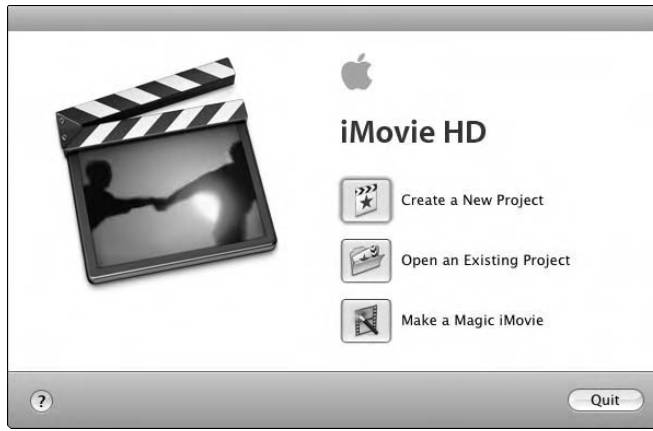 iMovie HD
Create a New Project
Open an Existing Project
Make a Magic iMovie
?
Quit